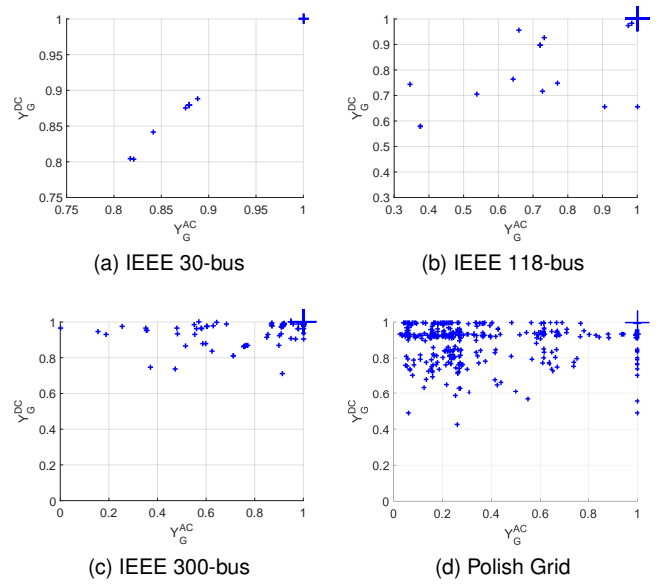 1
0.95
0.9
0.85
0.8
0.75
0.75 0.8 0.85 0.9 0.95 1
Y_G^DC
Y_G^AC
(a) IEEE 30-bus
1
0.9
0.8
0.7
0.6
0.5
0.4
0.3
0.3 0.4 0.5 0.6 0.7 0.8 0.9 1
Y_G^DC
Y_G^AC
(b) IEEE 118-bus
1
0.8
0.6
0.4
0.2
0
0 0.2 0.4 0.6 0.8 1
Y_G^DC
Y_G^AC
(c) IEEE 300-bus
1
0.8
0.6
0.4
0.2
0
0 0.2 0.4 0.6 0.8 1
Y_G^DC
Y_G^AC
(d) Polish Grid